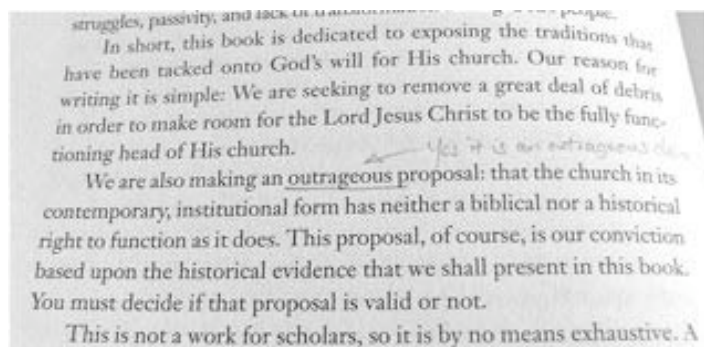 struggles, passivity, and lack of
In short, this book is dedicated to exposing the traditions that
have been tacked onto God's will for His church. Our reason for
writing it is simple: We are seeking to remove a great deal of debris
in order to make room for the Lord Jesus Christ to be the fully func-
tioning head of His church.
Yes it is an outrageous
We are also making an outrageous proposal: that the church in its
contemporary, institutional form has neither a biblical nor a historical
right to function as it does. This proposal, of course, is our conviction
based upon the historical evidence that we shall present in this book.
You must decide if that proposal is valid or not.
This is not a work for scholars, so it is by no means exhaustive. A